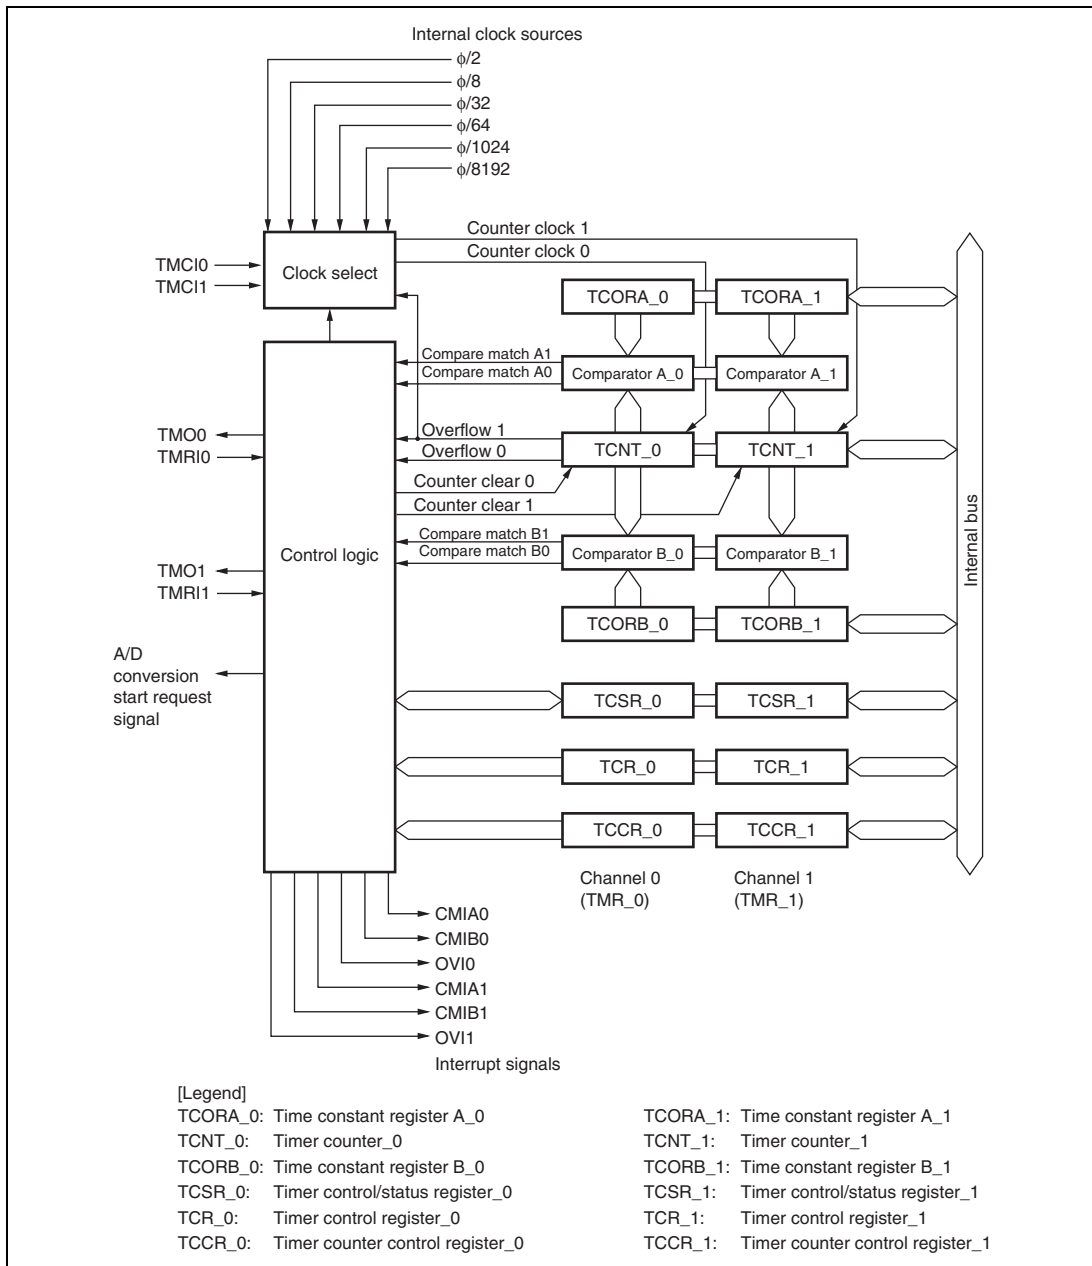 Internal clock sources
ϕ/2
ϕ/8
ϕ/32
ϕ/64
ϕ/1024
ϕ/8192
Counter clock 1
Counter clock 0
TMCI0
TMCI1
Clock select
TCORA_0
TCORA_1
Compare match A1
Compare match A0
Comparator A_0
Comparator A_1
TMO0
TMRI0
Overflow 1
Overflow 0
TCNT_0
TCNT_1
Counter clear 0
Counter clear 1
Compare match B1
Compare match B0
Comparator B_0
Comparator B_1
Control logic
Internal bus
TMO1
TMRI1
TCORB_0
TCORB_1
A/D
conversion
start request
signal
TCSR_0
TCSR_1
TCR_0
TCR_1
TCCR_0
TCCR_1
Channel 0
(TMR_0)
Channel 1
(TMR_1)
CMIA0
CMIB0
OVI0
CMIA1
CMIB1
OVI1
Interrupt signals
[Legend]
TCORA_0: Time constant register A_0
TCNT_0: Timer counter_0
TCORB_0: Time constant register B_0
TCSR_0: Timer control/status register_0
TCR_0: Timer control register_0
TCCR_0: Timer counter control register_0
TCORA_1: Time constant register A_1
TCNT_1: Timer counter_1
TCORB_1: Time constant register B_1
TCSR_1: Timer control/status register_1
TCR_1: Timer control register_1
TCCR_1: Timer counter control register_1